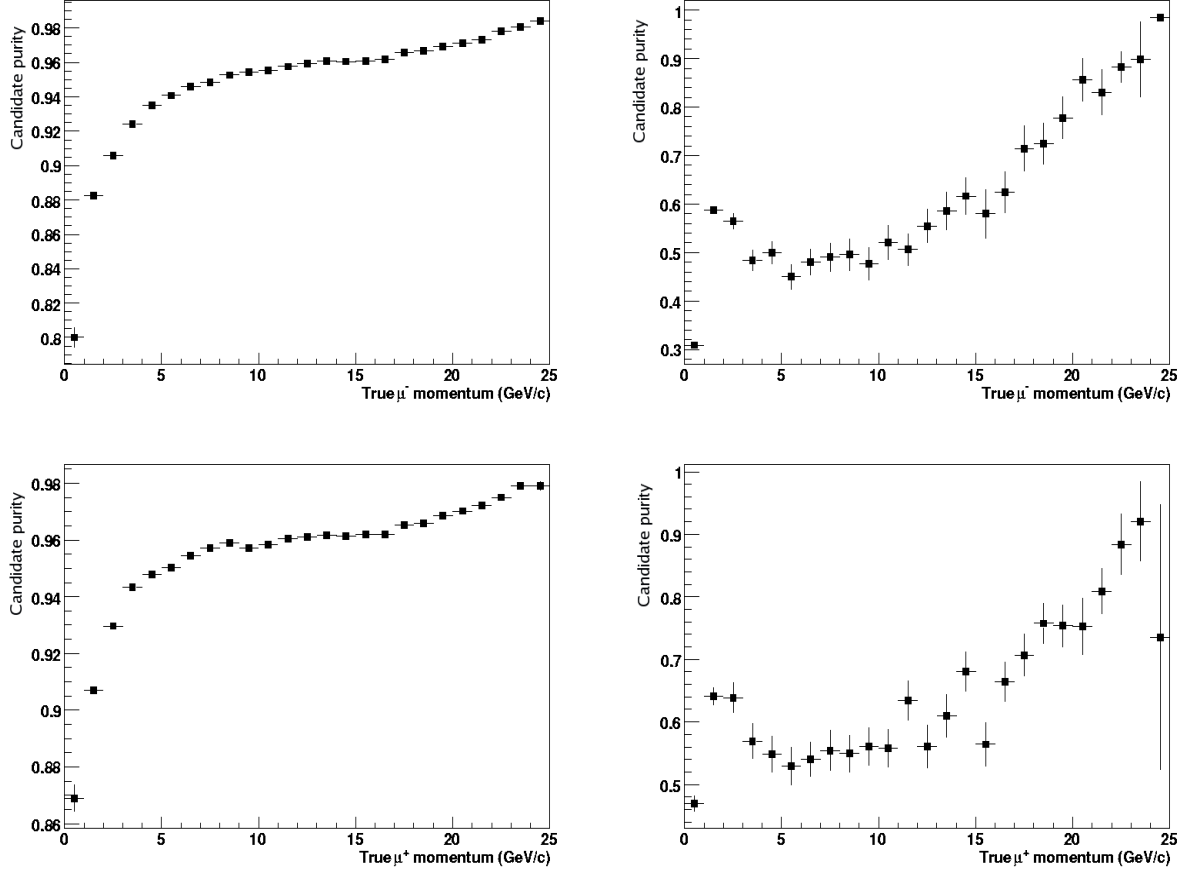 Candidate purity
0.98
0.96
0.94
0.92
0.9
0.88
0.86
0.84
0.82
0.8
0 5 10 15 20 25
True μ⁻ momentum (GeV/c)
Candidate purity
1
0.9
0.8
0.7
0.6
0.5
0.4
0.3
0 5 10 15 20 25
True μ⁻ momentum (GeV/c)
Candidate purity
0.98
0.96
0.94
0.92
0.9
0.88
0.86
0 5 10 15 20 25
True μ⁺ momentum (GeV/c)
Candidate purity
1
0.9
0.8
0.7
0.6
0.5
0 5 10 15 20 25
True μ⁺ momentum (GeV/c)